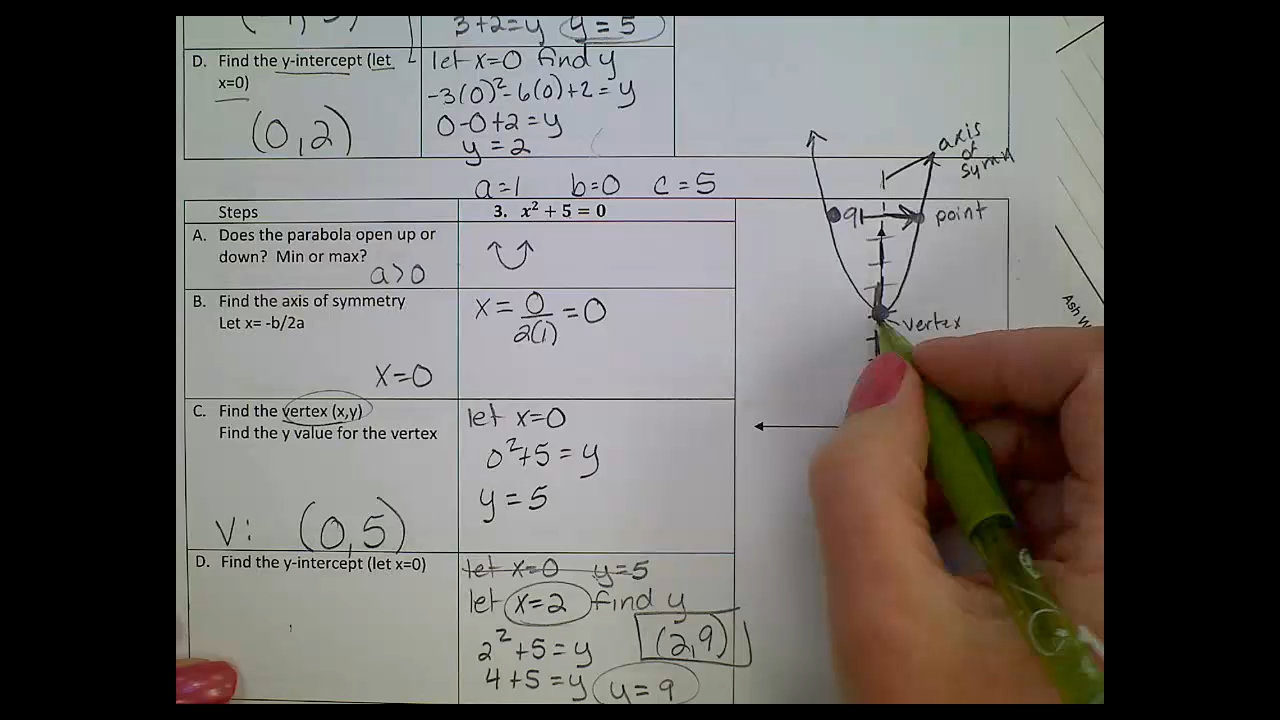 3+2=y y=5
D. Find the y-intercept (let
x=0)
(0,2)
let x=0 find y
-3(0)²-6(0)+2=y
0-0+2=y
y=2
a=1 b=0 c=5
Steps
3. x² + 5 = 0
A. Does the parabola open up or
down? Min or max?
a>0
B. Find the axis of symmetry
Let x= -b/2a
x=0
x=0/2(1)=0
C. Find the vertex (x,y)
Find the y value for the vertex
V: (0,5)
let x=0
0²+5=y
y=5
D. Find the y-intercept (let x=0)
let x=0 y=5
let x=2 find y
2²+5=y
4+5=y y=9
(2,9)
axis
of
symm
9
point
vertex
Ash W